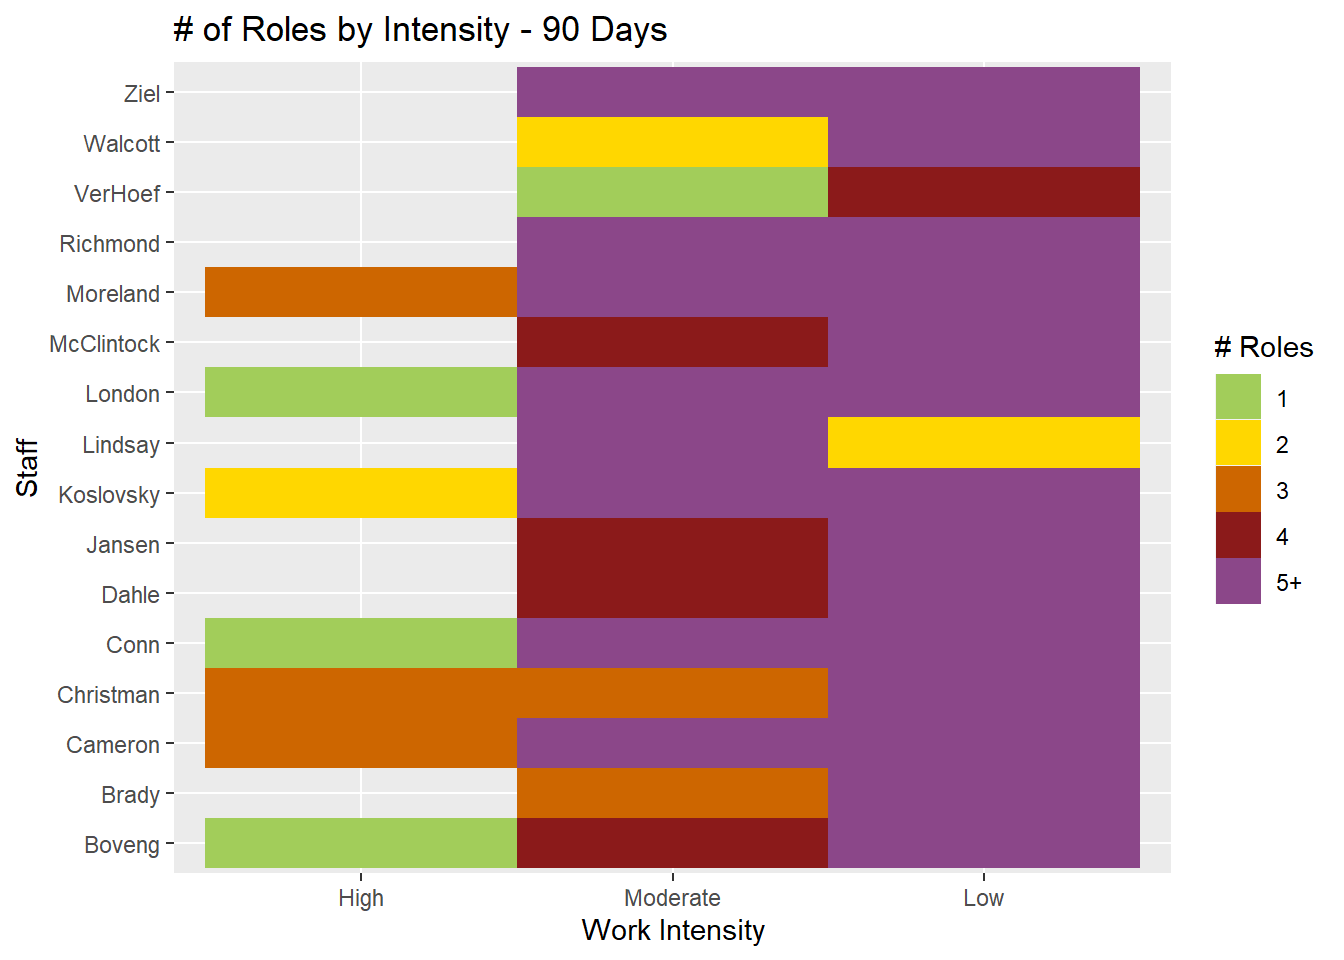 # of Roles by Intensity - 90 Days
Ziel
Walcott
VerHoef
Richmond
Moreland
McClintock
London
Lindsay
Koslovsky
Jansen
Dahle
Conn
Christman
Cameron
Brady
Boveng
Staff
High Moderate Low
Work Intensity
# Roles
1
2
3
4
5+